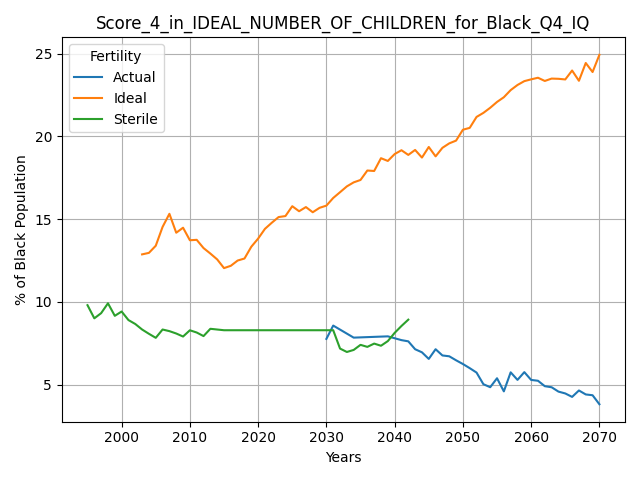 Score_4_in_IDEAL_NUMBER_OF_CHILDREN_for_Black_Q4_IQ
Fertility
Actual
Ideal
Sterile
% of Black Population
25
20
15
10
5
2000 2010 2020 2030 2040 2050 2060 2070
Years